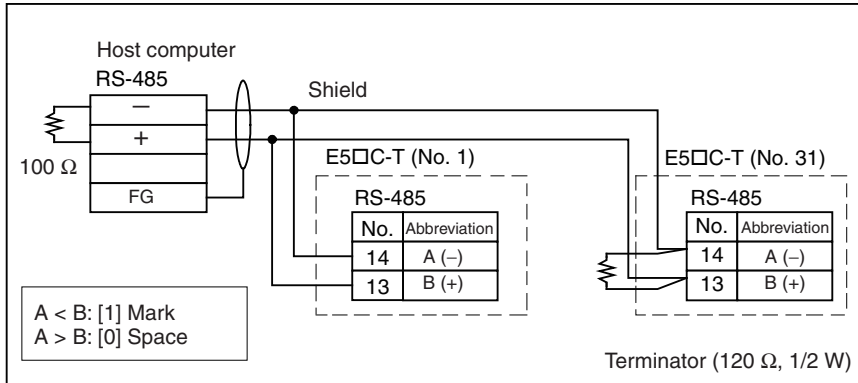 Host computer
RS-485
−
+
100 Ω
FG
Shield
E5□C-T (No. 1)
RS-485
No. Abbreviation
14 A (−)
13 B (+)
E5□C-T (No. 31)
RS-485
No. Abbreviation
14 A (−)
13 B (+)
A < B: [1] Mark
A > B: [0] Space
Terminator (120 Ω, 1/2 W)